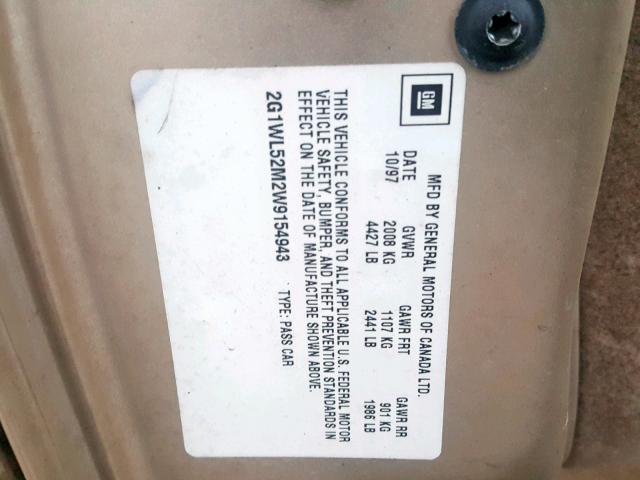 GM
MFD BY GENERAL MOTORS OF CANADA LTD.
DATE GVWR GAWR FRT GAWR RR
10/97 2008 KG 1107 KG 901 KG
4427 LB 2441 LB 1986 LB
THIS VEHICLE CONFORMS TO ALL APPLICABLE U.S. FEDERAL MOTOR
VEHICLE SAFETY, BUMPER, AND THEFT PREVENTION STANDARDS IN
EFFECT ON THE DATE OF MANUFACTURE SHOWN ABOVE.
2G1WL52M2W9154943 TYPE: PASS CAR